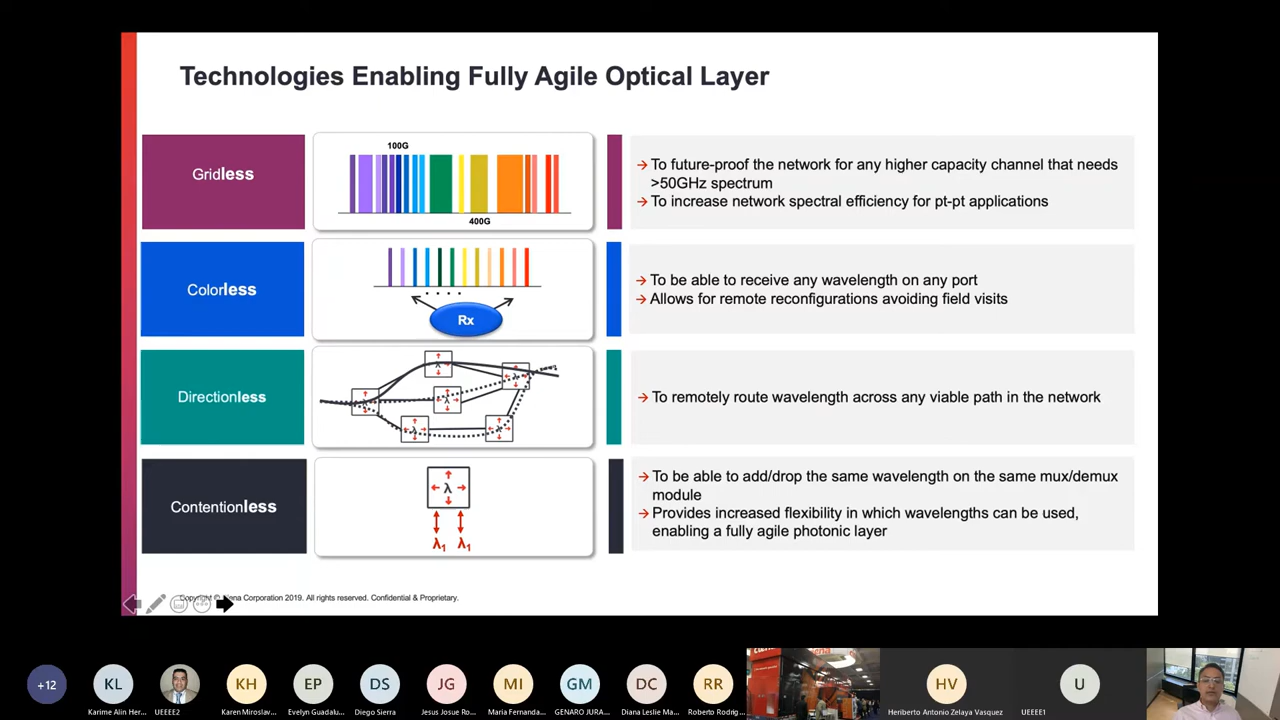 Technologies Enabling Fully Agile Optical Layer
Gridless
100G
400G
→ To future-proof the network for any higher capacity channel that needs
>50GHz spectrum
→ To increase network spectral efficiency for pt-pt applications
Colorless
Rx
→ To be able to receive any wavelength on any port
→ Allows for remote reconfigurations avoiding field visits
Directionless
λ
λ
λ
λ
λ
λ
→ To remotely route wavelength across any viable path in the network
Contentionless
λ
λ1 λ1
→ To be able to add/drop the same wavelength on the same mux/demux
module
→ Provides increased flexibility in which wavelengths can be used,
enabling a fully agile photonic layer
Copyright © Ciena Corporation 2019. All rights reserved. Confidential & Proprietary.
+12 KL KH EP DS JG MI GM DC RR HV U
Karime Alin Her... UEEEE2 Karen Miroslav... Evelyn Guadalu... Diego Sierra Jesus Josue Ro... Maria Fernanda... GENARO JURA... Diana Leslie Ma... Roberto Rodrig... Heriberto Antonio Zelaya Vasquez UEEEE1